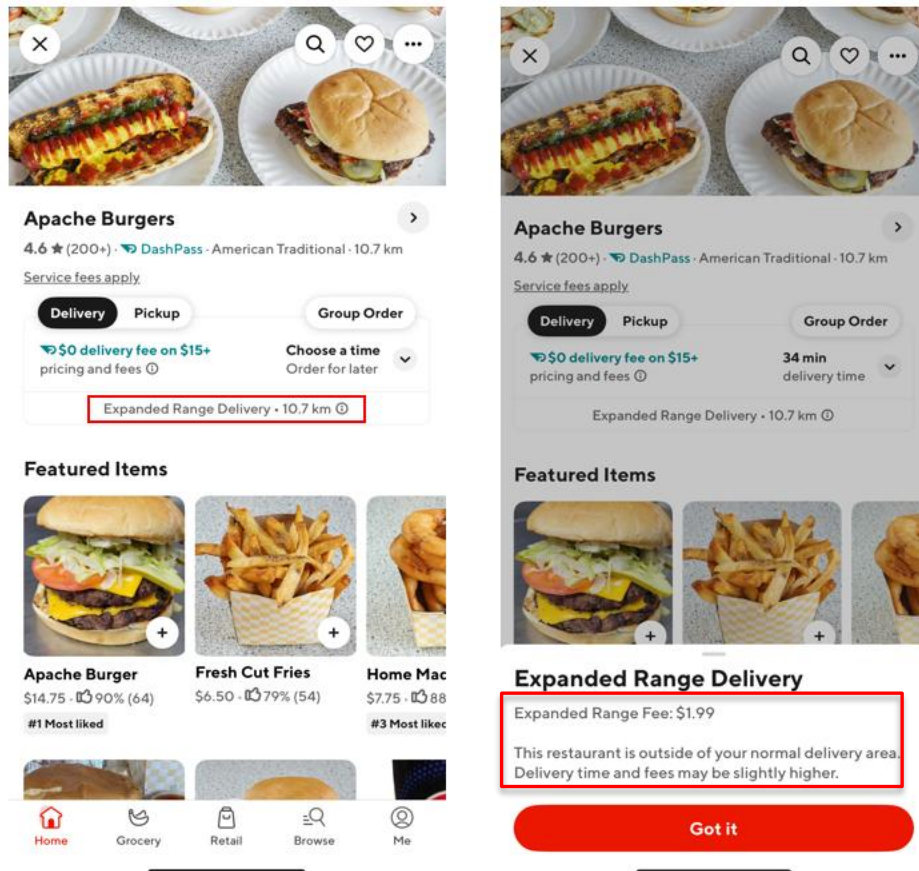 Apache Burgers
4.6 ★ (200+) · DashPass · American Traditional · 10.7 km
Service fees apply
Delivery
Pickup
Group Order
$0 delivery fee on $15+
pricing and fees
Choose a time
Order for later
Expanded Range Delivery • 10.7 km
Featured Items
Apache Burger
$14.75 · 90% (64)
#1 Most liked
Fresh Cut Fries
$6.50 · 79% (54)
Home Mac
$7.75 · 88
#3 Most liked
Home
Grocery
Retail
Browse
Me
Apache Burgers
4.6 ★ (200+) · DashPass · American Traditional · 10.7 km
Service fees apply
Delivery
Pickup
Group Order
$0 delivery fee on $15+
pricing and fees
34 min
delivery time
Expanded Range Delivery • 10.7 km
Featured Items
Expanded Range Delivery
Expanded Range Fee: $1.99
This restaurant is outside of your normal delivery area.
Delivery time and fees may be slightly higher.
Got it